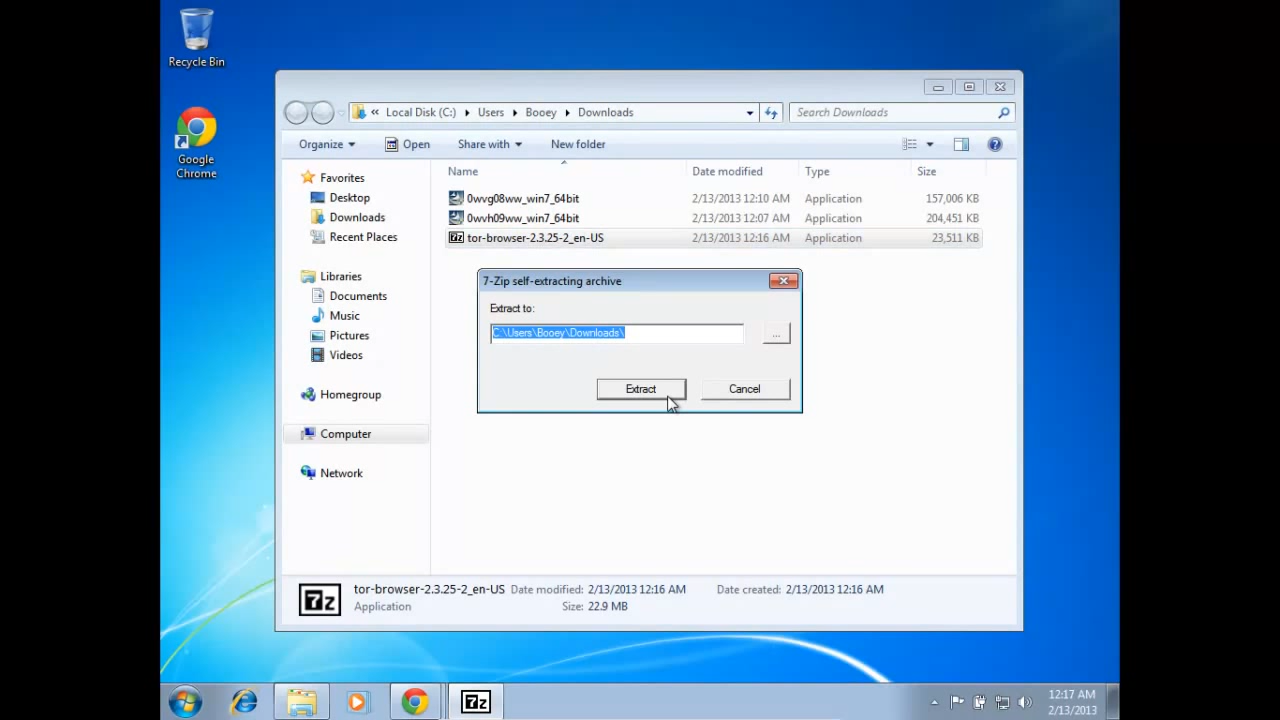 Recycle Bin
Google
Chrome
« Local Disk (C:) Users Booey Downloads
Search Downloads
Organize Open Share with New folder
Name Date modified Type Size
Favorites
Desktop
Downloads
Recent Places
Libraries
Documents
Music
Pictures
Videos
Homegroup
Computer
Network
0wvg08ww_win7_64bit 2/13/2013 12:10 AM Application 157,006 KB
0wvh09ww_win7_64bit 2/13/2013 12:07 AM Application 204,451 KB
7z tor-browser-2.3.25-2_en-US 2/13/2013 12:16 AM Application 23,511 KB
7-Zip self-extracting archive
Extract to:
C:\Users\Booey\Downloads\
...
Extract Cancel
7z
tor-browser-2.3.25-2_en-US Date modified: 2/13/2013 12:16 AM Date created: 2/13/2013 12:16 AM
Application Size: 22.9 MB
7z
12:17 AM
2/13/2013